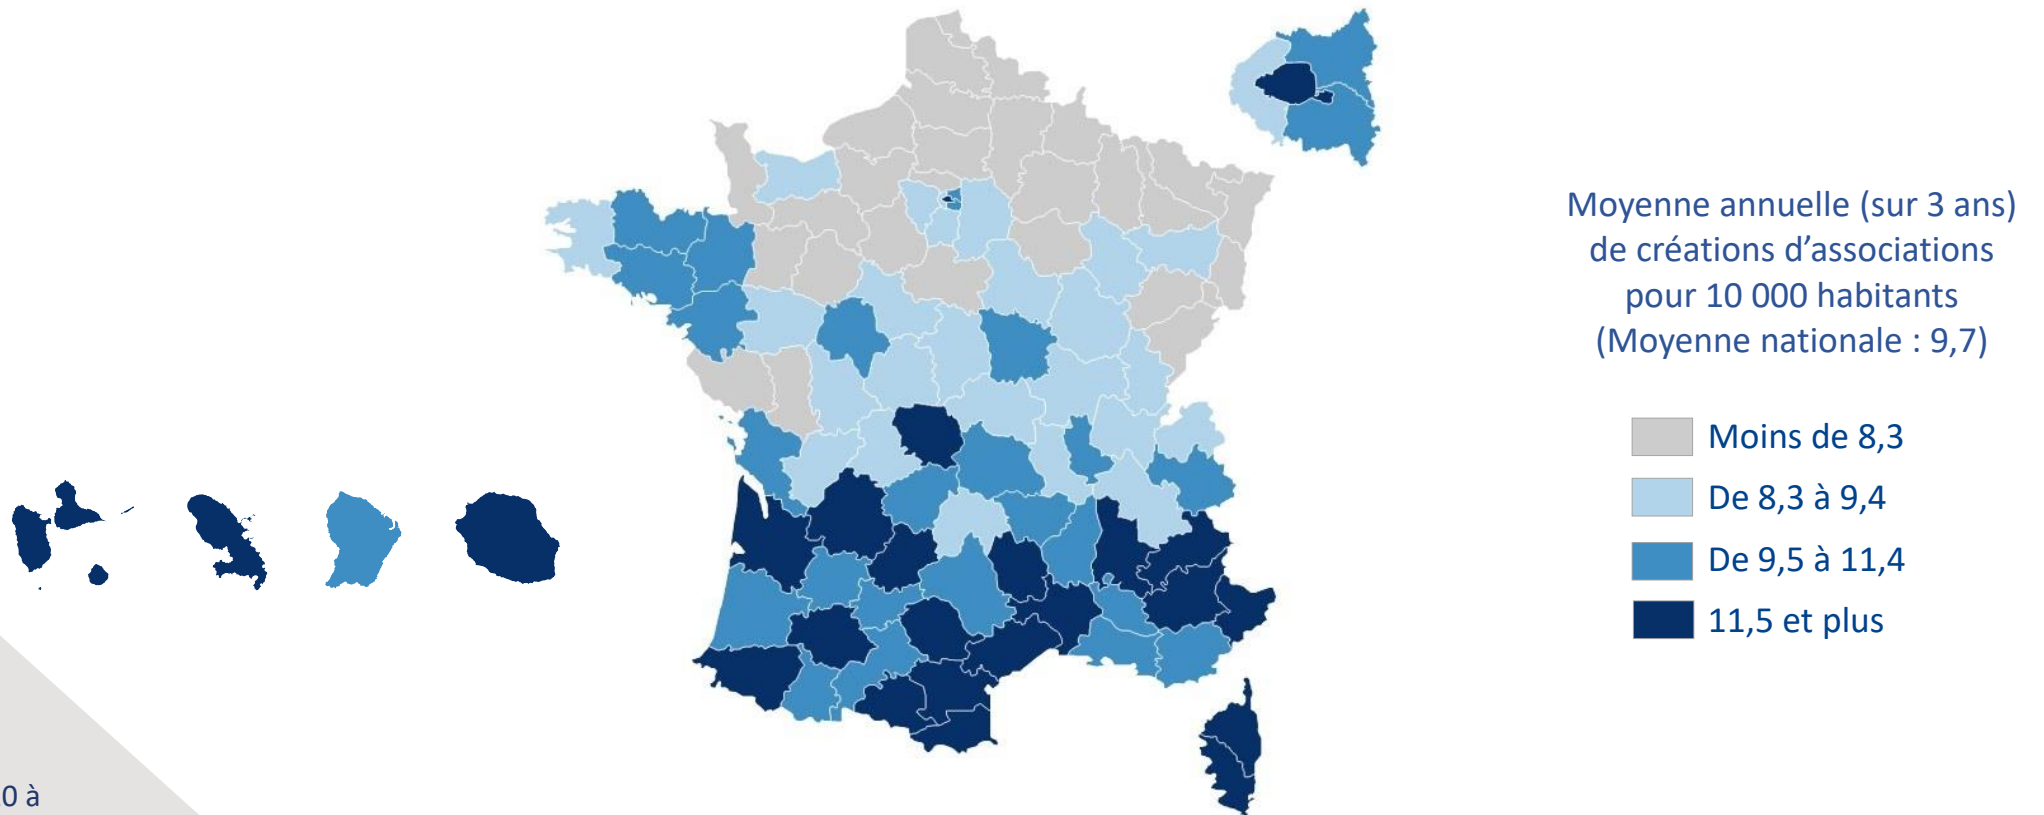 Moyenne annuelle (sur 3 ans)
de créations d’associations
pour 10 000 habitants
(Moyenne nationale : 9,7)
Moins de 8,3
De 8,3 à 9,4
De 9,5 à 11,4
11,5 et plus
0 à